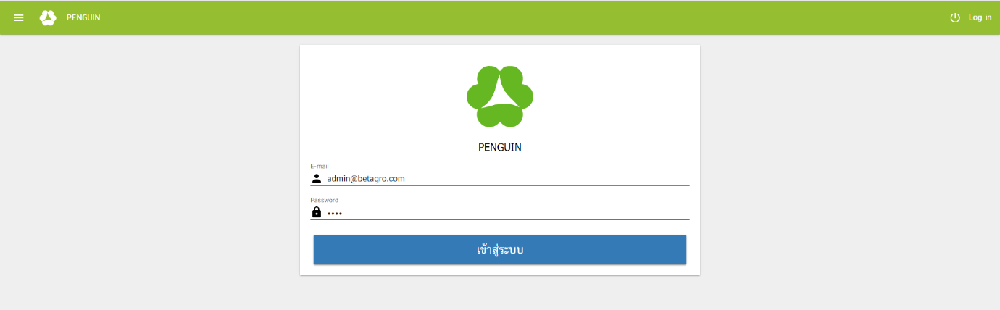 PENGUIN
Log-in
PENGUIN
E-mail
admin@betagro.com
Password
••••
เข้าสู่ระบบ